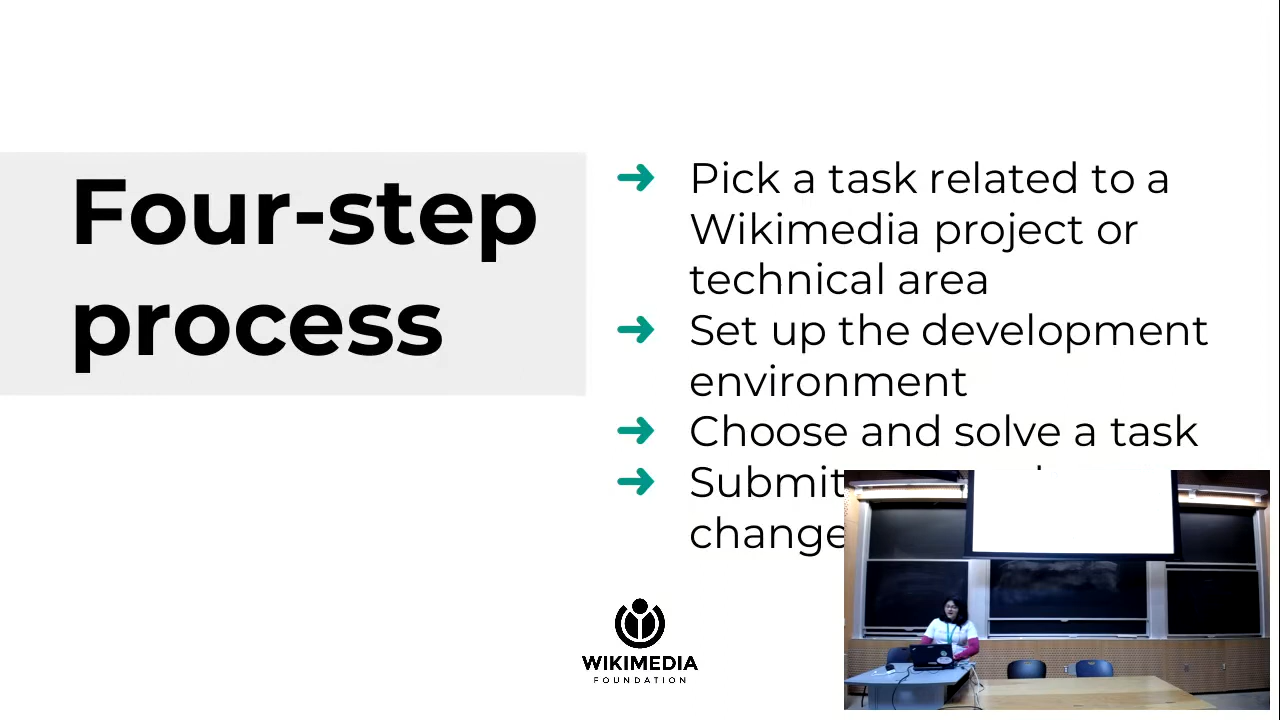 Four-step
process
➜ Pick a task related to a
Wikimedia project or
technical area
➜ Set up the development
environment
➜ Choose and solve a task
➜ Submit
change
WIKIMEDIA
FOUNDATION